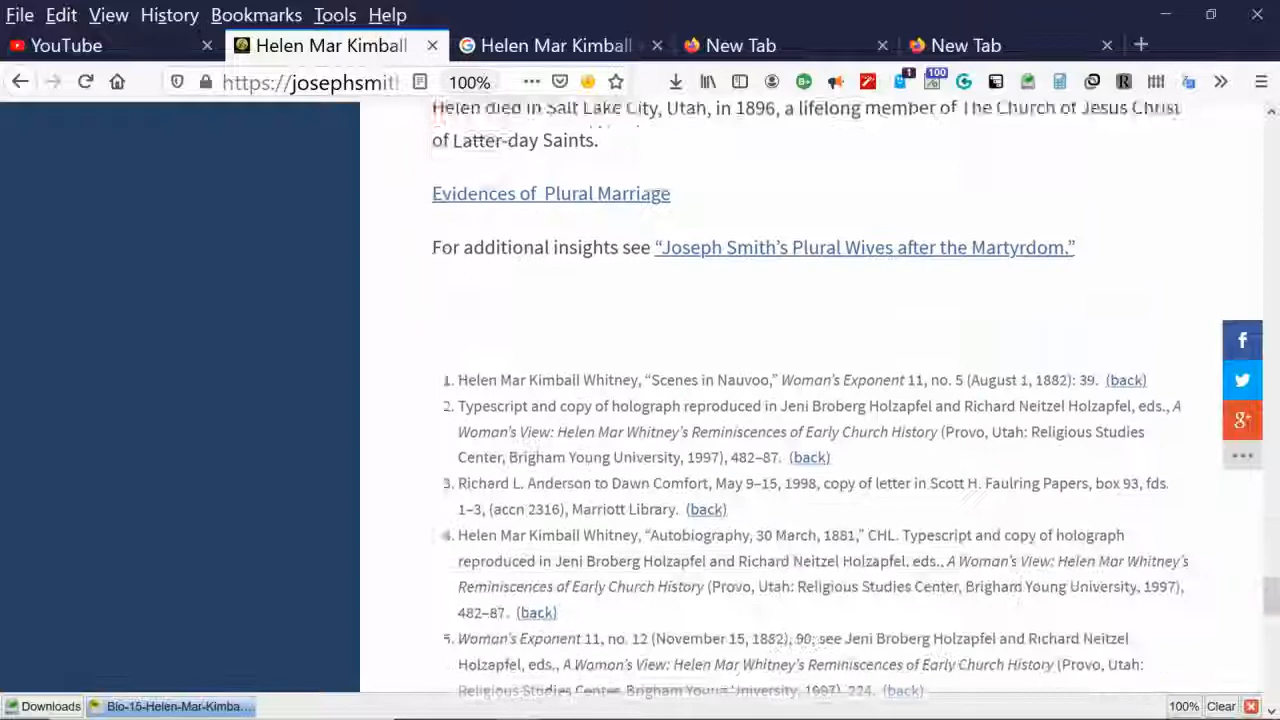 File Edit View History Bookmarks Tools Help
YouTube Helen Mar Kimball Helen Mar Kimball New Tab New Tab
https://josephsmit 100% 1 100
Helen died in Salt Lake City, Utah, in 1896, a lifelong member of The Church of Jesus Christ
of Latter-day Saints.
Evidences of Plural Marriage
For additional insights see “Joseph Smith’s Plural Wives after the Martyrdom.”
1. Helen Mar Kimball Whitney, “Scenes in Nauvoo,” Woman’s Exponent 11, no. 5 (August 1, 1882): 39. (back)
2. Typescript and copy of holograph reproduced in Jeni Broberg Holzapfel and Richard Neitzel Holzapfel, eds., A
Woman’s View: Helen Mar Whitney’s Reminiscences of Early Church History (Provo, Utah: Religious Studies
Center, Brigham Young University, 1997), 482–87. (back)
3. Richard L. Anderson to Dawn Comfort, May 9–15, 1998, copy of letter in Scott H. Faulring Papers, box 93, fds.
1–3, (accn 2316), Marriott Library. (back)
4. Helen Mar Kimball Whitney, “Autobiography, 30 March, 1881,” CHL. Typescript and copy of holograph
reproduced in Jeni Broberg Holzapfel and Richard Neitzel Holzapfel, eds., A Woman’s View: Helen Mar Whitney’s
Reminiscences of Early Church History (Provo, Utah: Religious Studies Center, Brigham Young University, 1997),
482–87. (back)
5. Woman’s Exponent 11, no. 12 (November 15, 1882), 90; see Jeni Broberg Holzapfel and Richard Neitzel
Holzapfel, eds., A Woman’s View: Helen Mar Whitney’s Reminiscences of Early Church History (Provo, Utah:
Religious Studies Center, Brigham Young University, 1997), 224. (back)
Downloads Bio-15-Helen-Mar-Kimba... 100% Clear